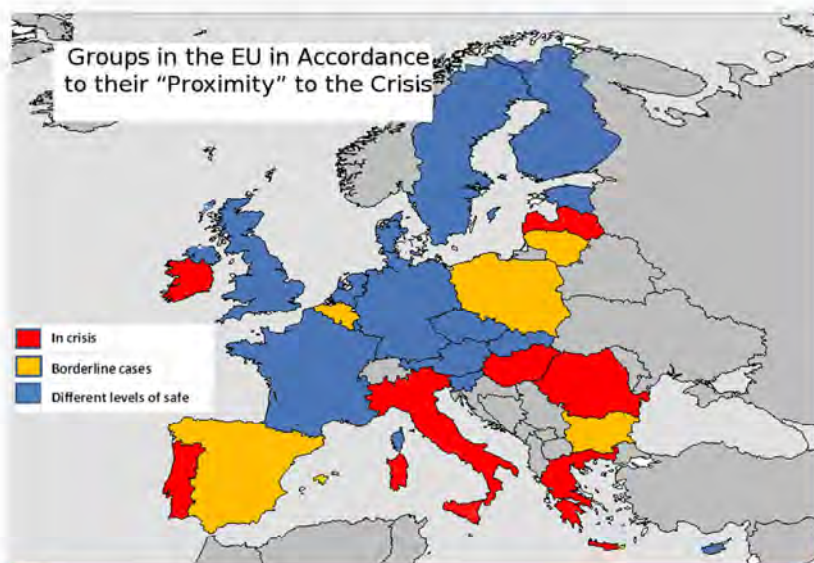 Groups in the EU in Accordance
to their “Proximity” to the Crisis
In crisis
Borderline cases
Different levels of safe